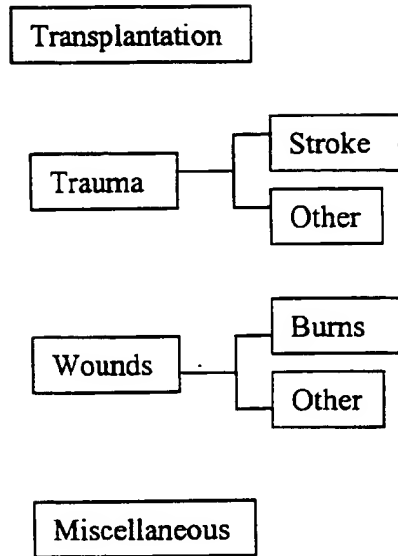 Transplantation
Stroke
Trauma
Other
Burns
Wounds
Other
Miscellaneous